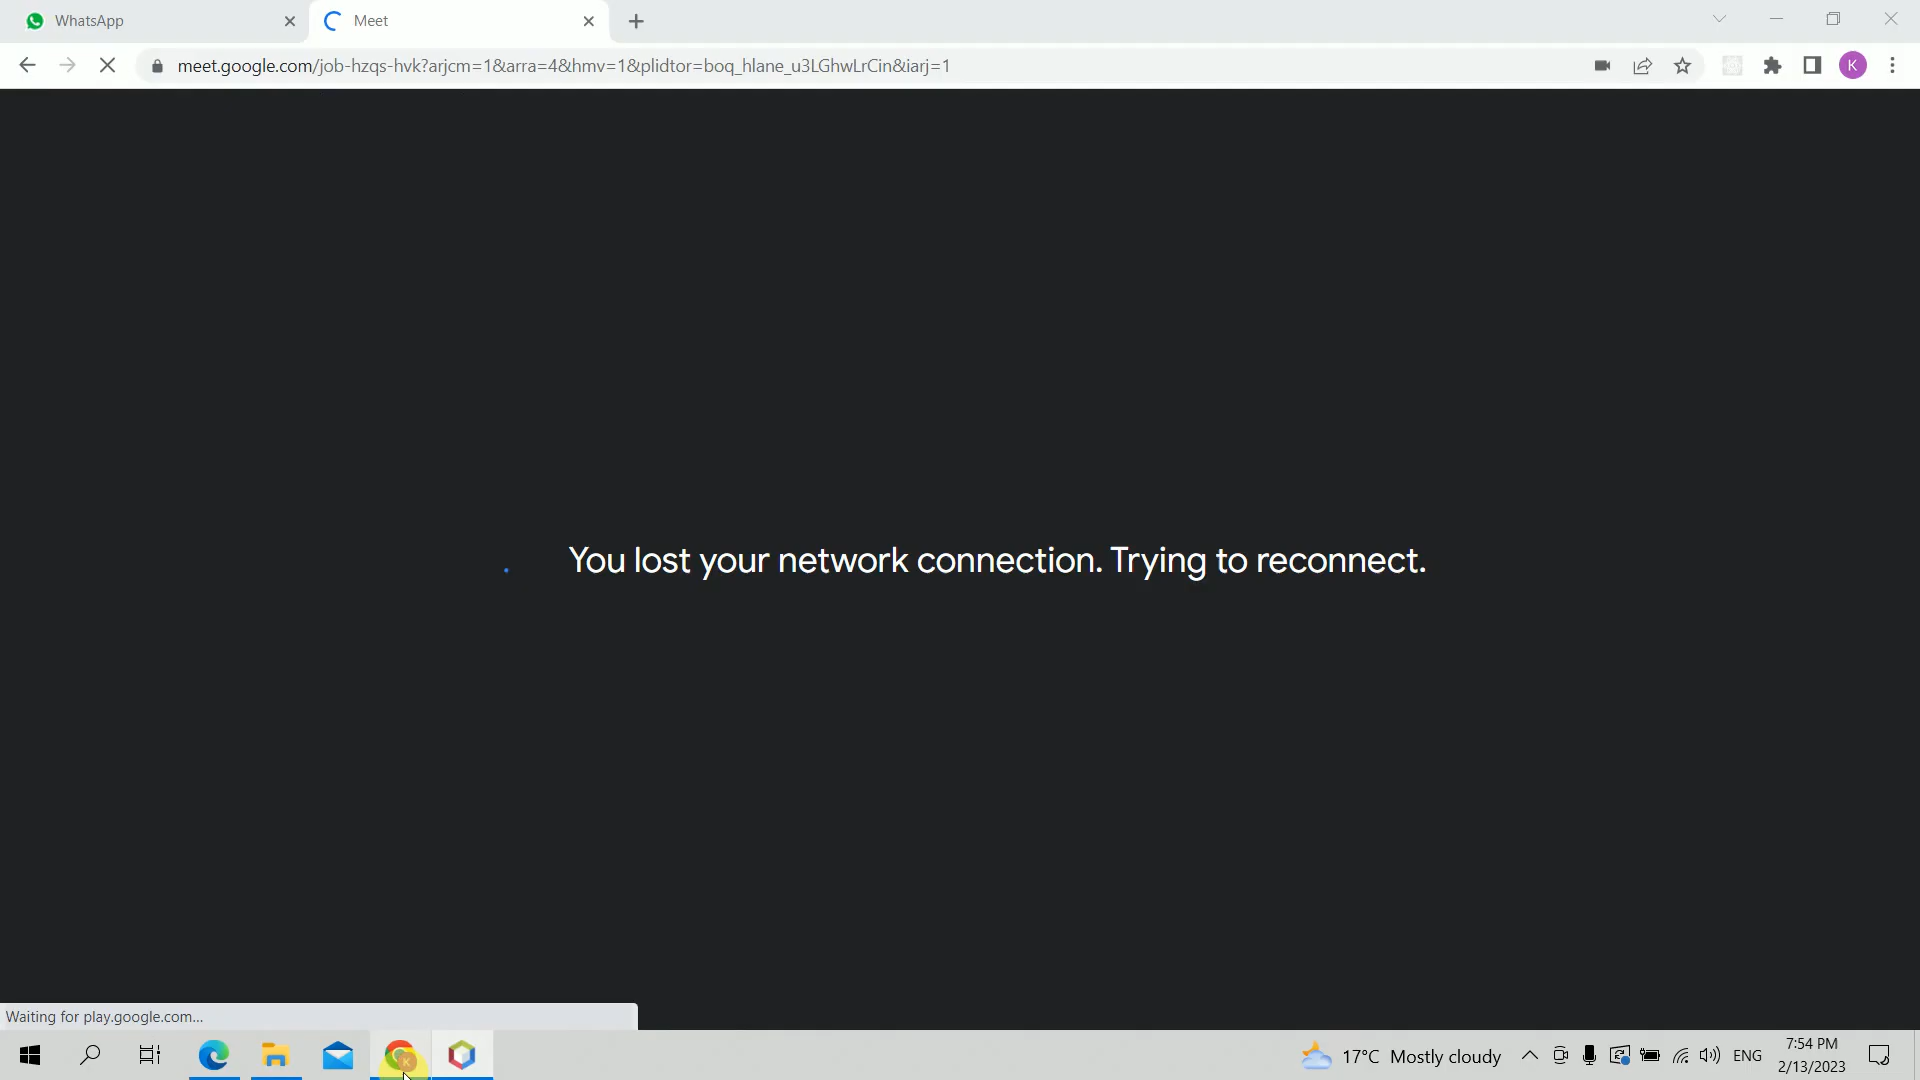 WhatsApp
Meet
meet.google.com/job-hzqs-hvk?arjcm=1&arra=4&hmv=1&plidtor=boq_hlane_u3LGhwLrCin&iarj=1
K
You lost your network connection. Trying to reconnect.
Waiting for play.google.com...
17°C Mostly cloudy
ENG
7:54 PM
2/13/2023